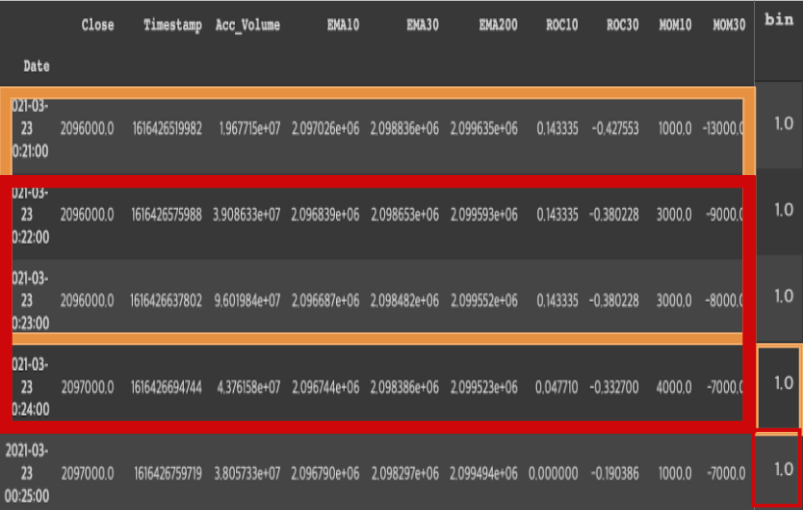 Close Timestamp Acc_Volume EMA10 EMA30 EMA200 ROC10 ROC30 MOM10 MOM30 bin
Date
021-03-
23 2096000.0 1616426519982 1.967715e+07 2.097026e+06 2.098836e+06 2.099635e+06 0.143335 -0.427553 1000.0 -13000.0 1.0
0:21:00
021-03-
23 2096000.0 1616426575988 3.908633e+07 2.096839e+06 2.098653e+06 2.099593e+06 0.143335 -0.380228 3000.0 -9000.0 1.0
0:22:00
021-03-
23 2096000.0 1616426637802 9.601984e+07 2.096687e+06 2.098482e+06 2.099552e+06 0.143335 -0.380228 3000.0 -8000.0 1.0
0:23:00
021-03-
23 2097000.0 1616426694744 4.376158e+07 2.096744e+06 2.098386e+06 2.099523e+06 0.047710 -0.332700 4000.0 -7000.0 1.0
0:24:00
2021-03-
23 2097000.0 1616426759719 3.805733e+07 2.096790e+06 2.098297e+06 2.099494e+06 0.000000 -0.190386 1000.0 -7000.0 1.0
00:25:00